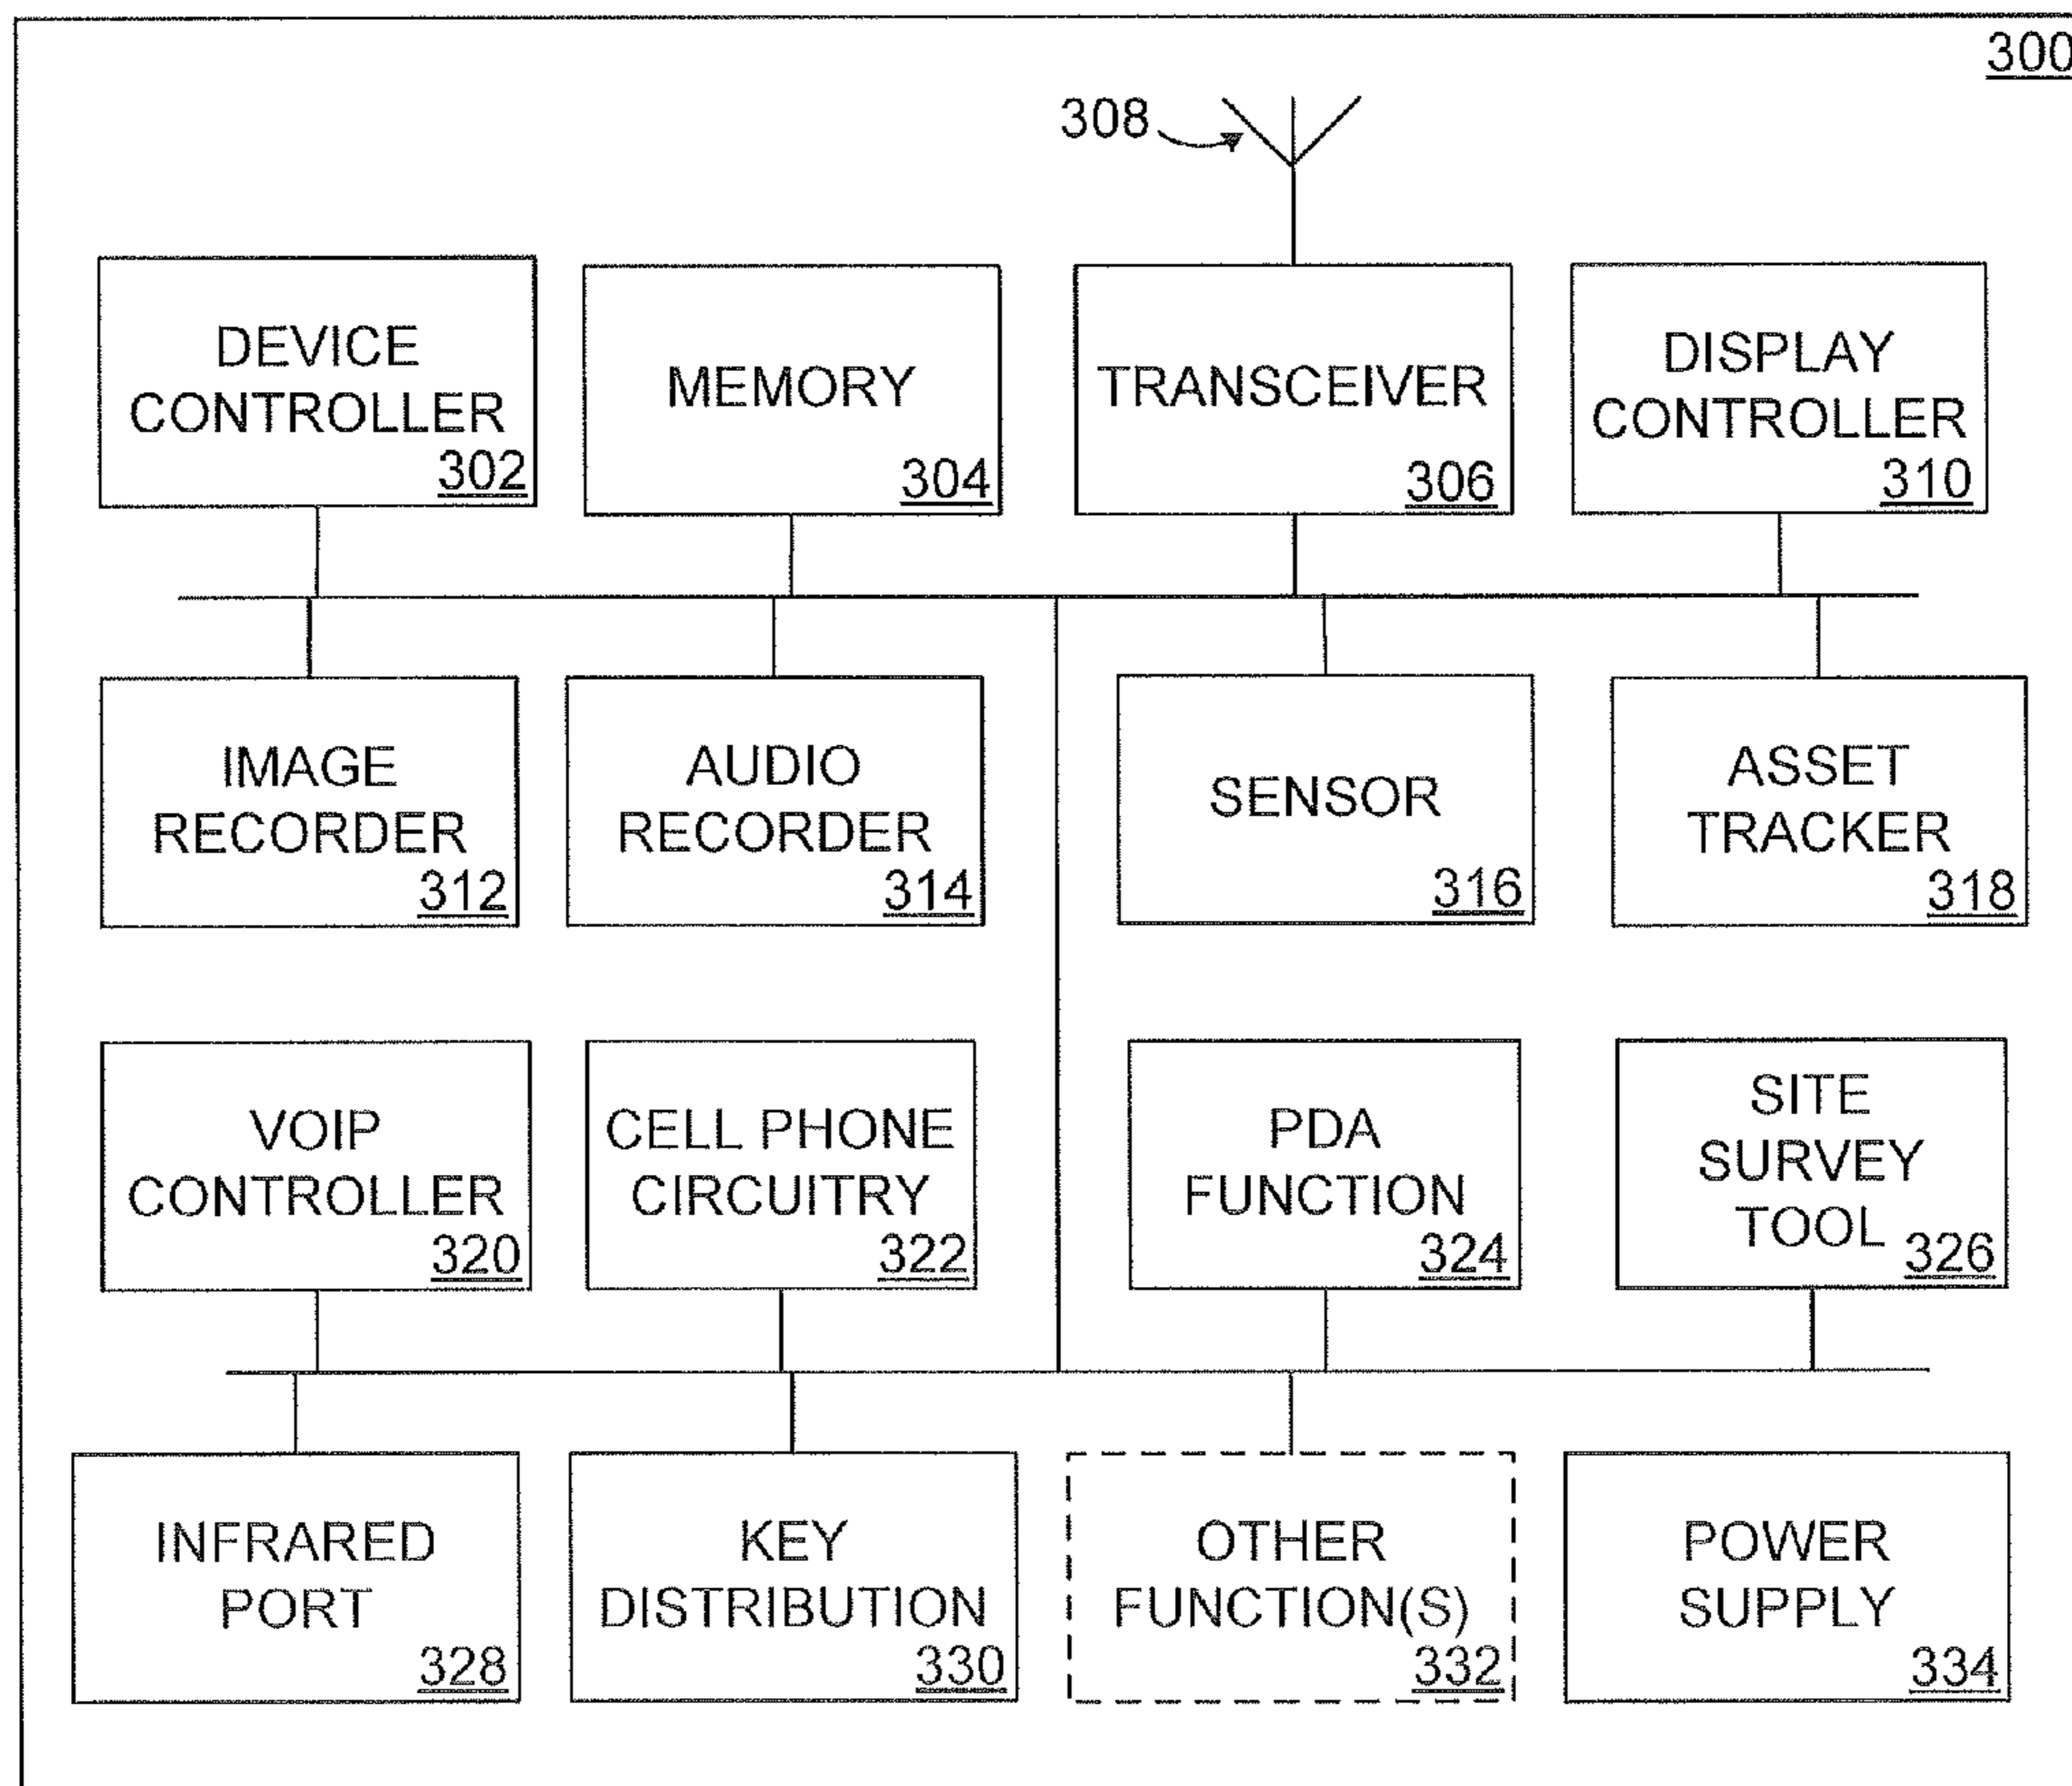 300
308
DEVICE
CONTROLLER
302
MEMORY
304
TRANSCEIVER
306
DISPLAY
CONTROLLER
310
IMAGE
RECORDER
312
AUDIO
RECORDER
314
SENSOR
316
ASSET
TRACKER
318
VOIP
CONTROLLER
320
CELL PHONE
CIRCUITRY
322
PDA
FUNCTION
324
SITE
SURVEY
TOOL
326
INFRARED
PORT
328
KEY
DISTRIBUTION
330
OTHER
FUNCTION(S)
332
POWER
SUPPLY
334